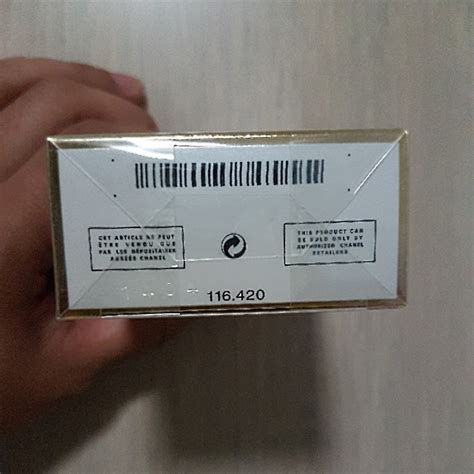 CET ARTICLE NE PEUT
ÊTRE VENDU QUE
PAR LES DÉPOSITAIRES
AGRÉÉS CHANEL
THIS PRODUCT CAN
BE SOLD ONLY BY
AUTHORIZED CHANEL
RETAILERS
116.420